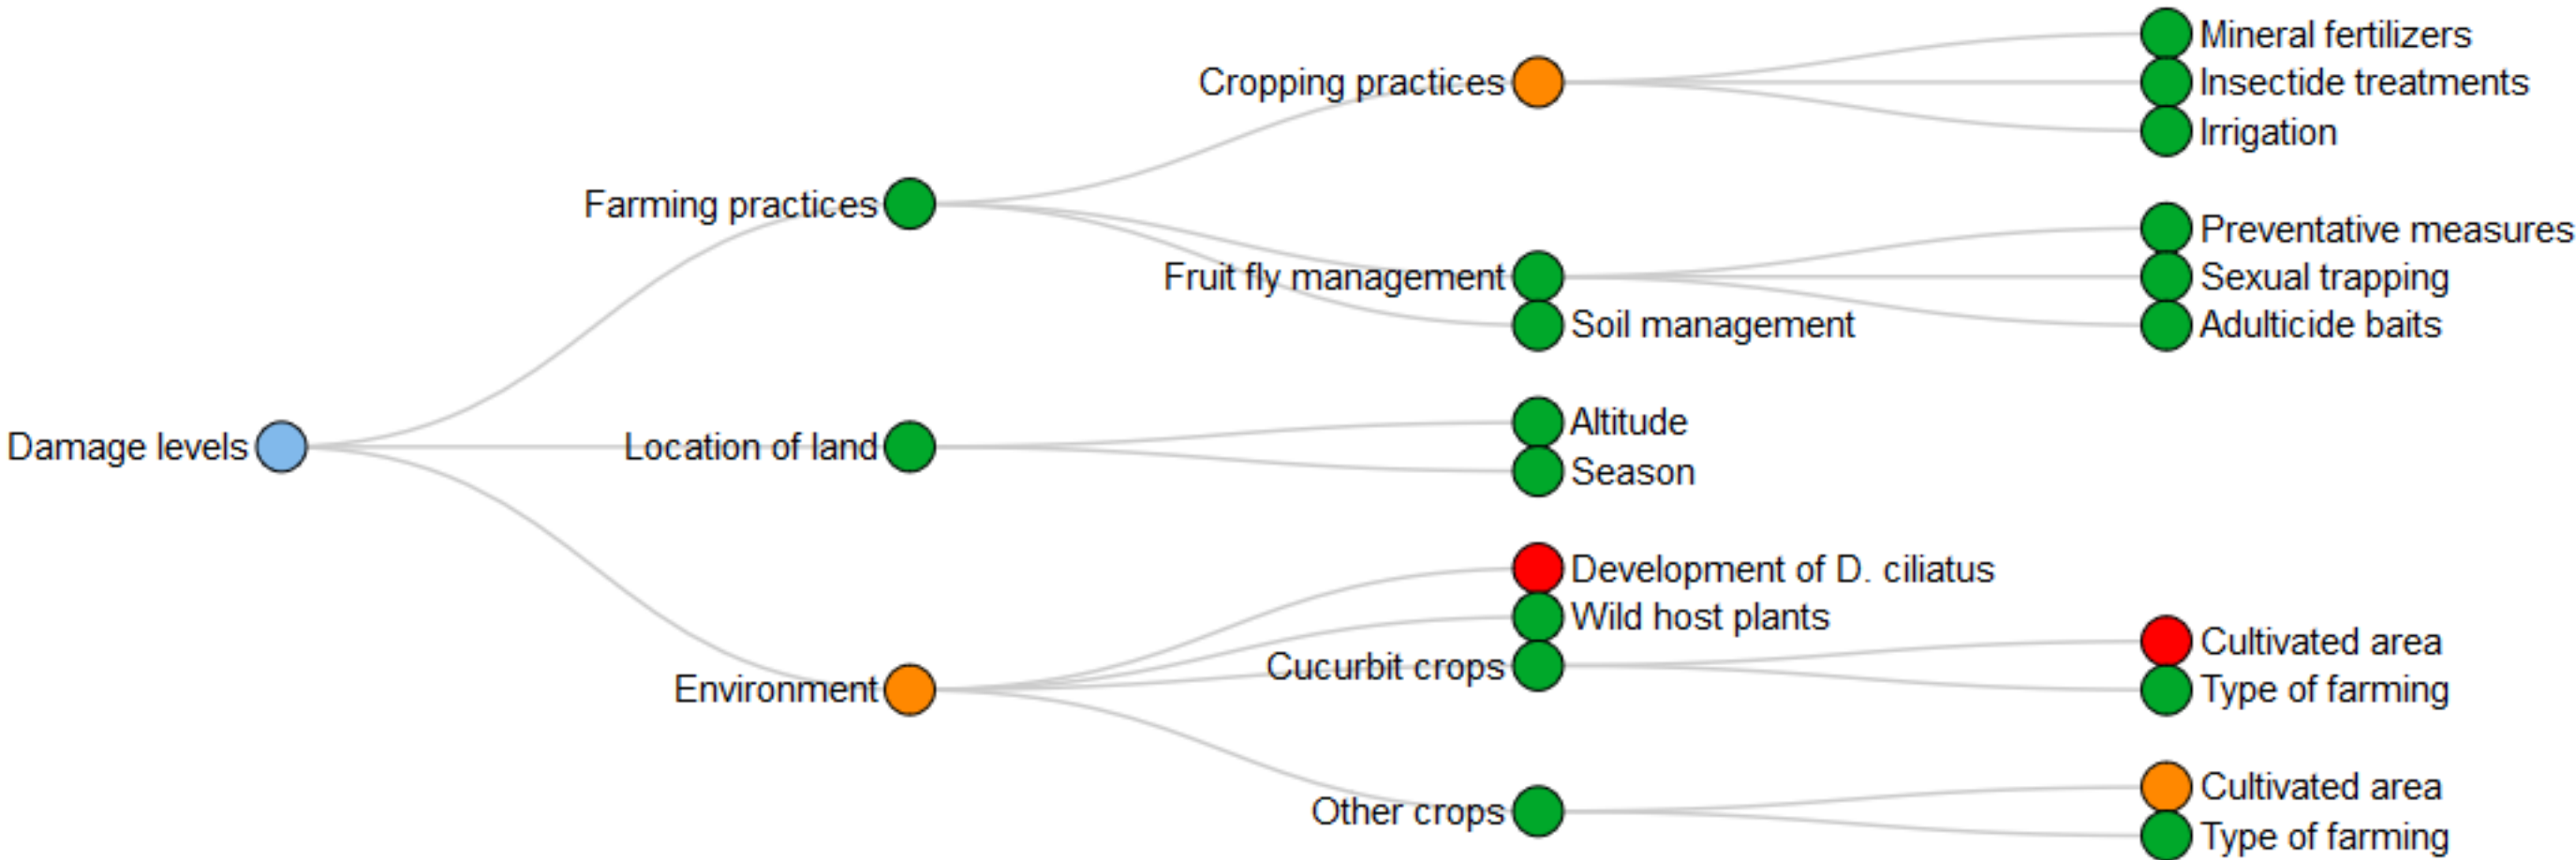 Mineral fertilizers
Cropping practices
Insectide treatments
Irrigation
Farming practices
Preventative measures
Fruit fly management
Sexual trapping
Soil management
Adulticide baits
Altitude
Damage levels
Location of land
Season
Development of D. ciliatus
Wild host plants
Cucurbit crops
Cultivated area
Environment
Type of farming
Cultivated area
Other crops
Type of farming